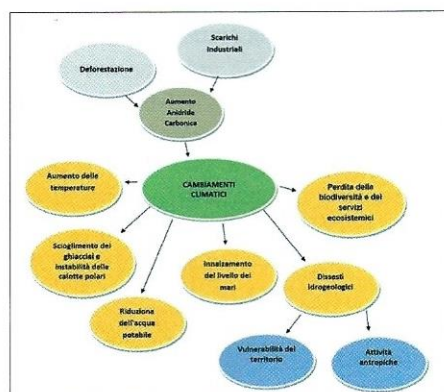 Scarichi
Industriali
Deforestazione
Aumento
Anidride
Carbonica
CAMBIAMENTI
CLIMATICI
Aumento delle
temperature
Perdita delle
biodiversità e dei
servizi
ecosistemici
Scioglimento dei
ghiacciai e
instabilità delle
calotte polari
Innalzamento
del livello dei
mari
Dissesti
idrogeologici
Riduzione
dell'acqua
potabile
Vulnerabilità del
territorio
Attività
antropiche